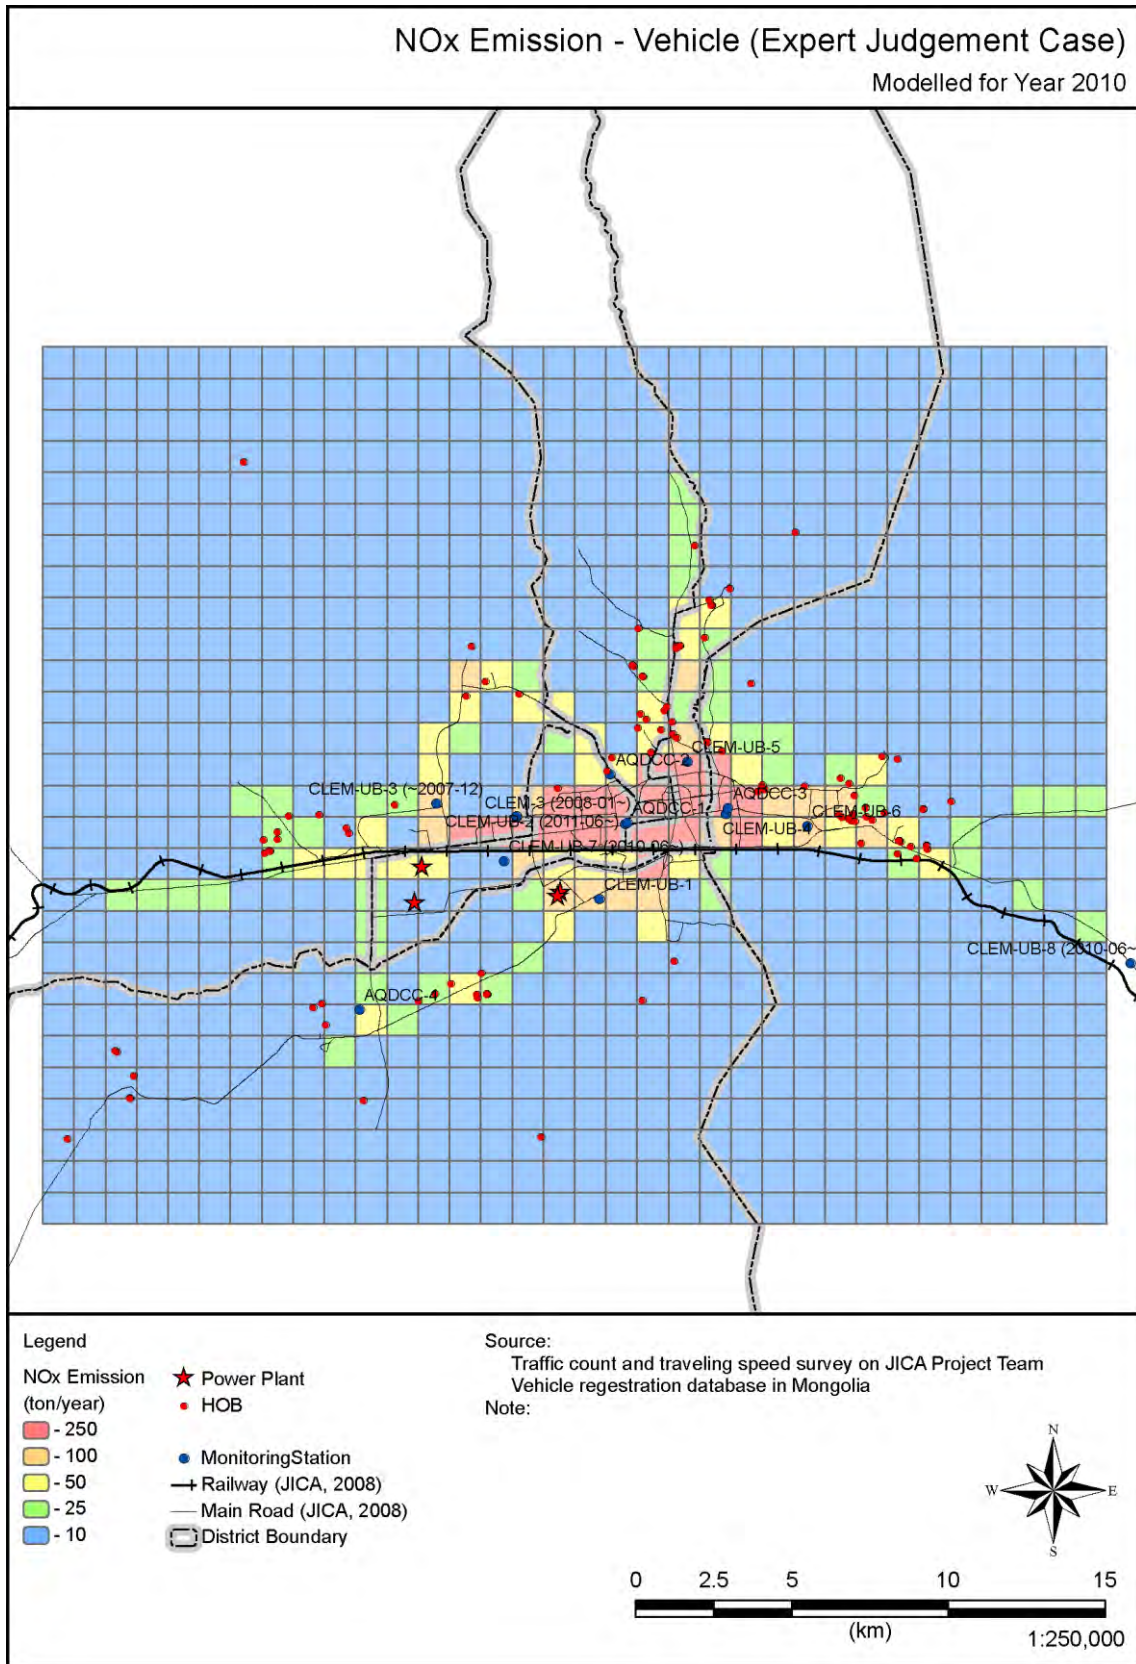 NOx Emission - Vehicle (Expert Judgement Case)
Modelled for Year 2010
CLEM-UB-5
AQDCC-2
CLEM-UB-3 (~2007-12)
CLEM-3 (2008-01~)
AQDCC-1
AQDCC-3
CLEM-UB-2 (2011-06~)
CLEM-UB-4
CLEM-UB-6
CLEM-UB-7 (2010-06~)
CLEM-UB-1
CLEM-UB-8 (2010-06~
AQDCC-4
Legend
NOx Emission
(ton/year)
- 250
- 100
- 50
- 25
- 10
Power Plant
HOB
MonitoringStation
Railway (JICA, 2008)
Main Road (JICA, 2008)
District Boundary
Source:
Traffic count and traveling speed survey on JICA Project Team
Vehicle regestration database in Mongolia
Note:
N
W
E
S
0 2.5 5 10 15
(km)
1:250,000